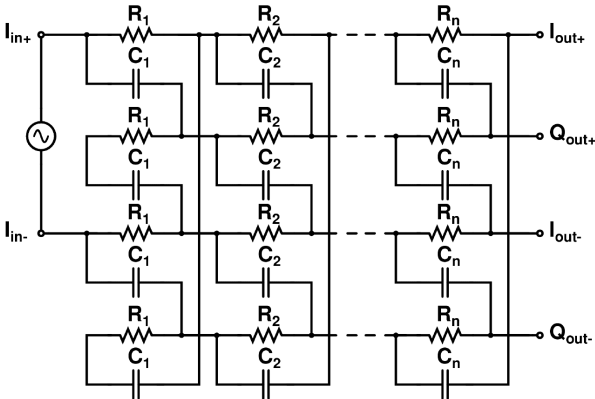 R₁ R₂ Rₙ
Iᵢₙ₊ Iₒᵤₜ₊
C₁ C₂ Cₙ
R₁ R₂ Rₙ
Qₒᵤₜ₊
C₁ C₂ Cₙ
R₁ R₂ Rₙ
Iᵢₙ₋ Iₒᵤₜ₋
C₁ C₂ Cₙ
R₁ R₂ Rₙ
Qₒᵤₜ₋
C₁ C₂ Cₙ